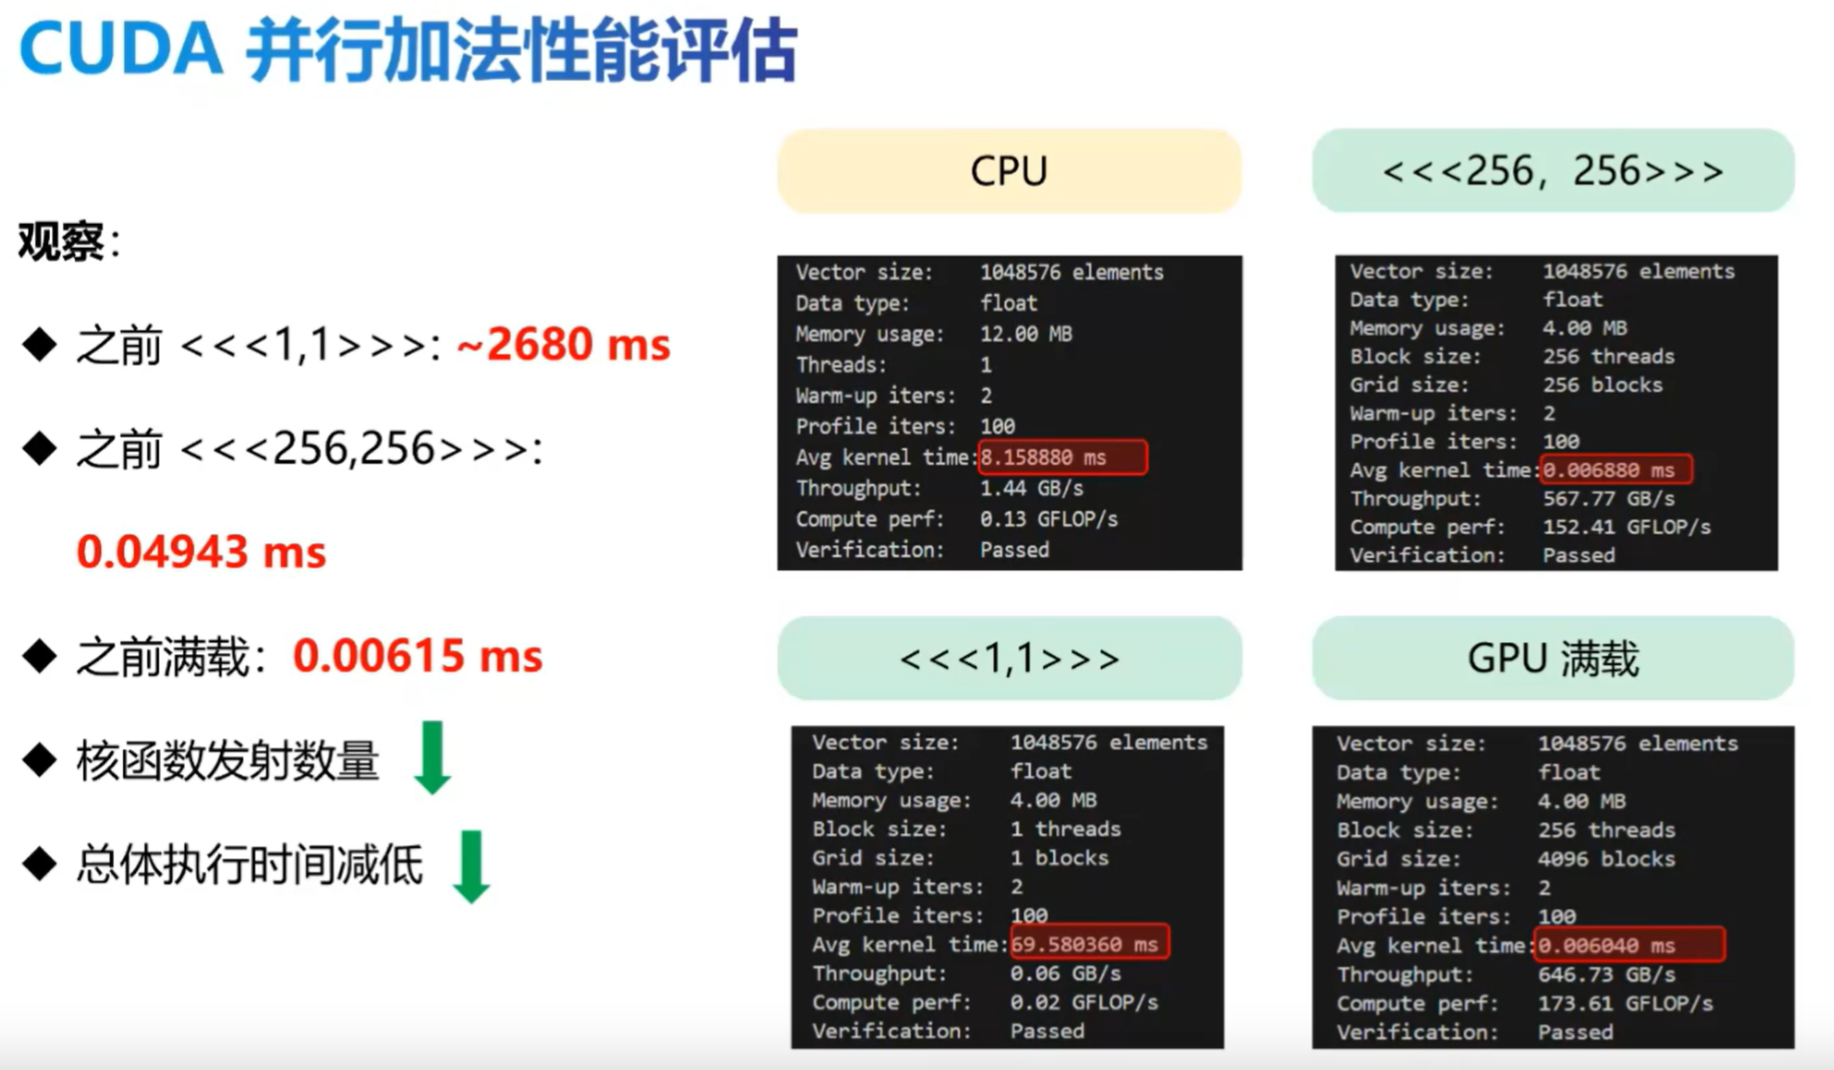 CUDA 并行加法性能评估
观察：
◆ 之前 <<<1,1>>>: ~2680 ms
◆ 之前 <<<256,256>>>:
0.04943 ms
◆ 之前满载：0.00615 ms
◆ 核函数发射数量
◆ 总体执行时间减低
CPU
Vector size: 1048576 elements
Data type: float
Memory usage: 12.00 MB
Threads: 1
Warm-up iters: 2
Profile iters: 100
Avg kernel time:8.158880 ms
Throughput: 1.44 GB/s
Compute perf: 0.13 GFLOP/s
Verification: Passed
<<<256，256>>>
Vector size: 1048576 elements
Data type: float
Memory usage: 4.00 MB
Block size: 256 threads
Grid size: 256 blocks
Warm-up iters: 2
Profile iters: 100
Avg kernel time:0.006880 ms
Throughput: 567.77 GB/s
Compute perf: 152.41 GFLOP/s
Verification: Passed
<<<1,1>>>
Vector size: 1048576 elements
Data type: float
Memory usage: 4.00 MB
Block size: 1 threads
Grid size: 1 blocks
Warm-up iters: 2
Profile iters: 100
Avg kernel time:69.580360 ms
Throughput: 0.06 GB/s
Compute perf: 0.02 GFLOP/s
Verification: Passed
GPU 满载
Vector size: 1048576 elements
Data type: float
Memory usage: 4.00 MB
Block size: 256 threads
Grid size: 4096 blocks
Warm-up iters: 2
Profile iters: 100
Avg kernel time:0.006040 ms
Throughput: 646.73 GB/s
Compute perf: 173.61 GFLOP/s
Verification: Passed